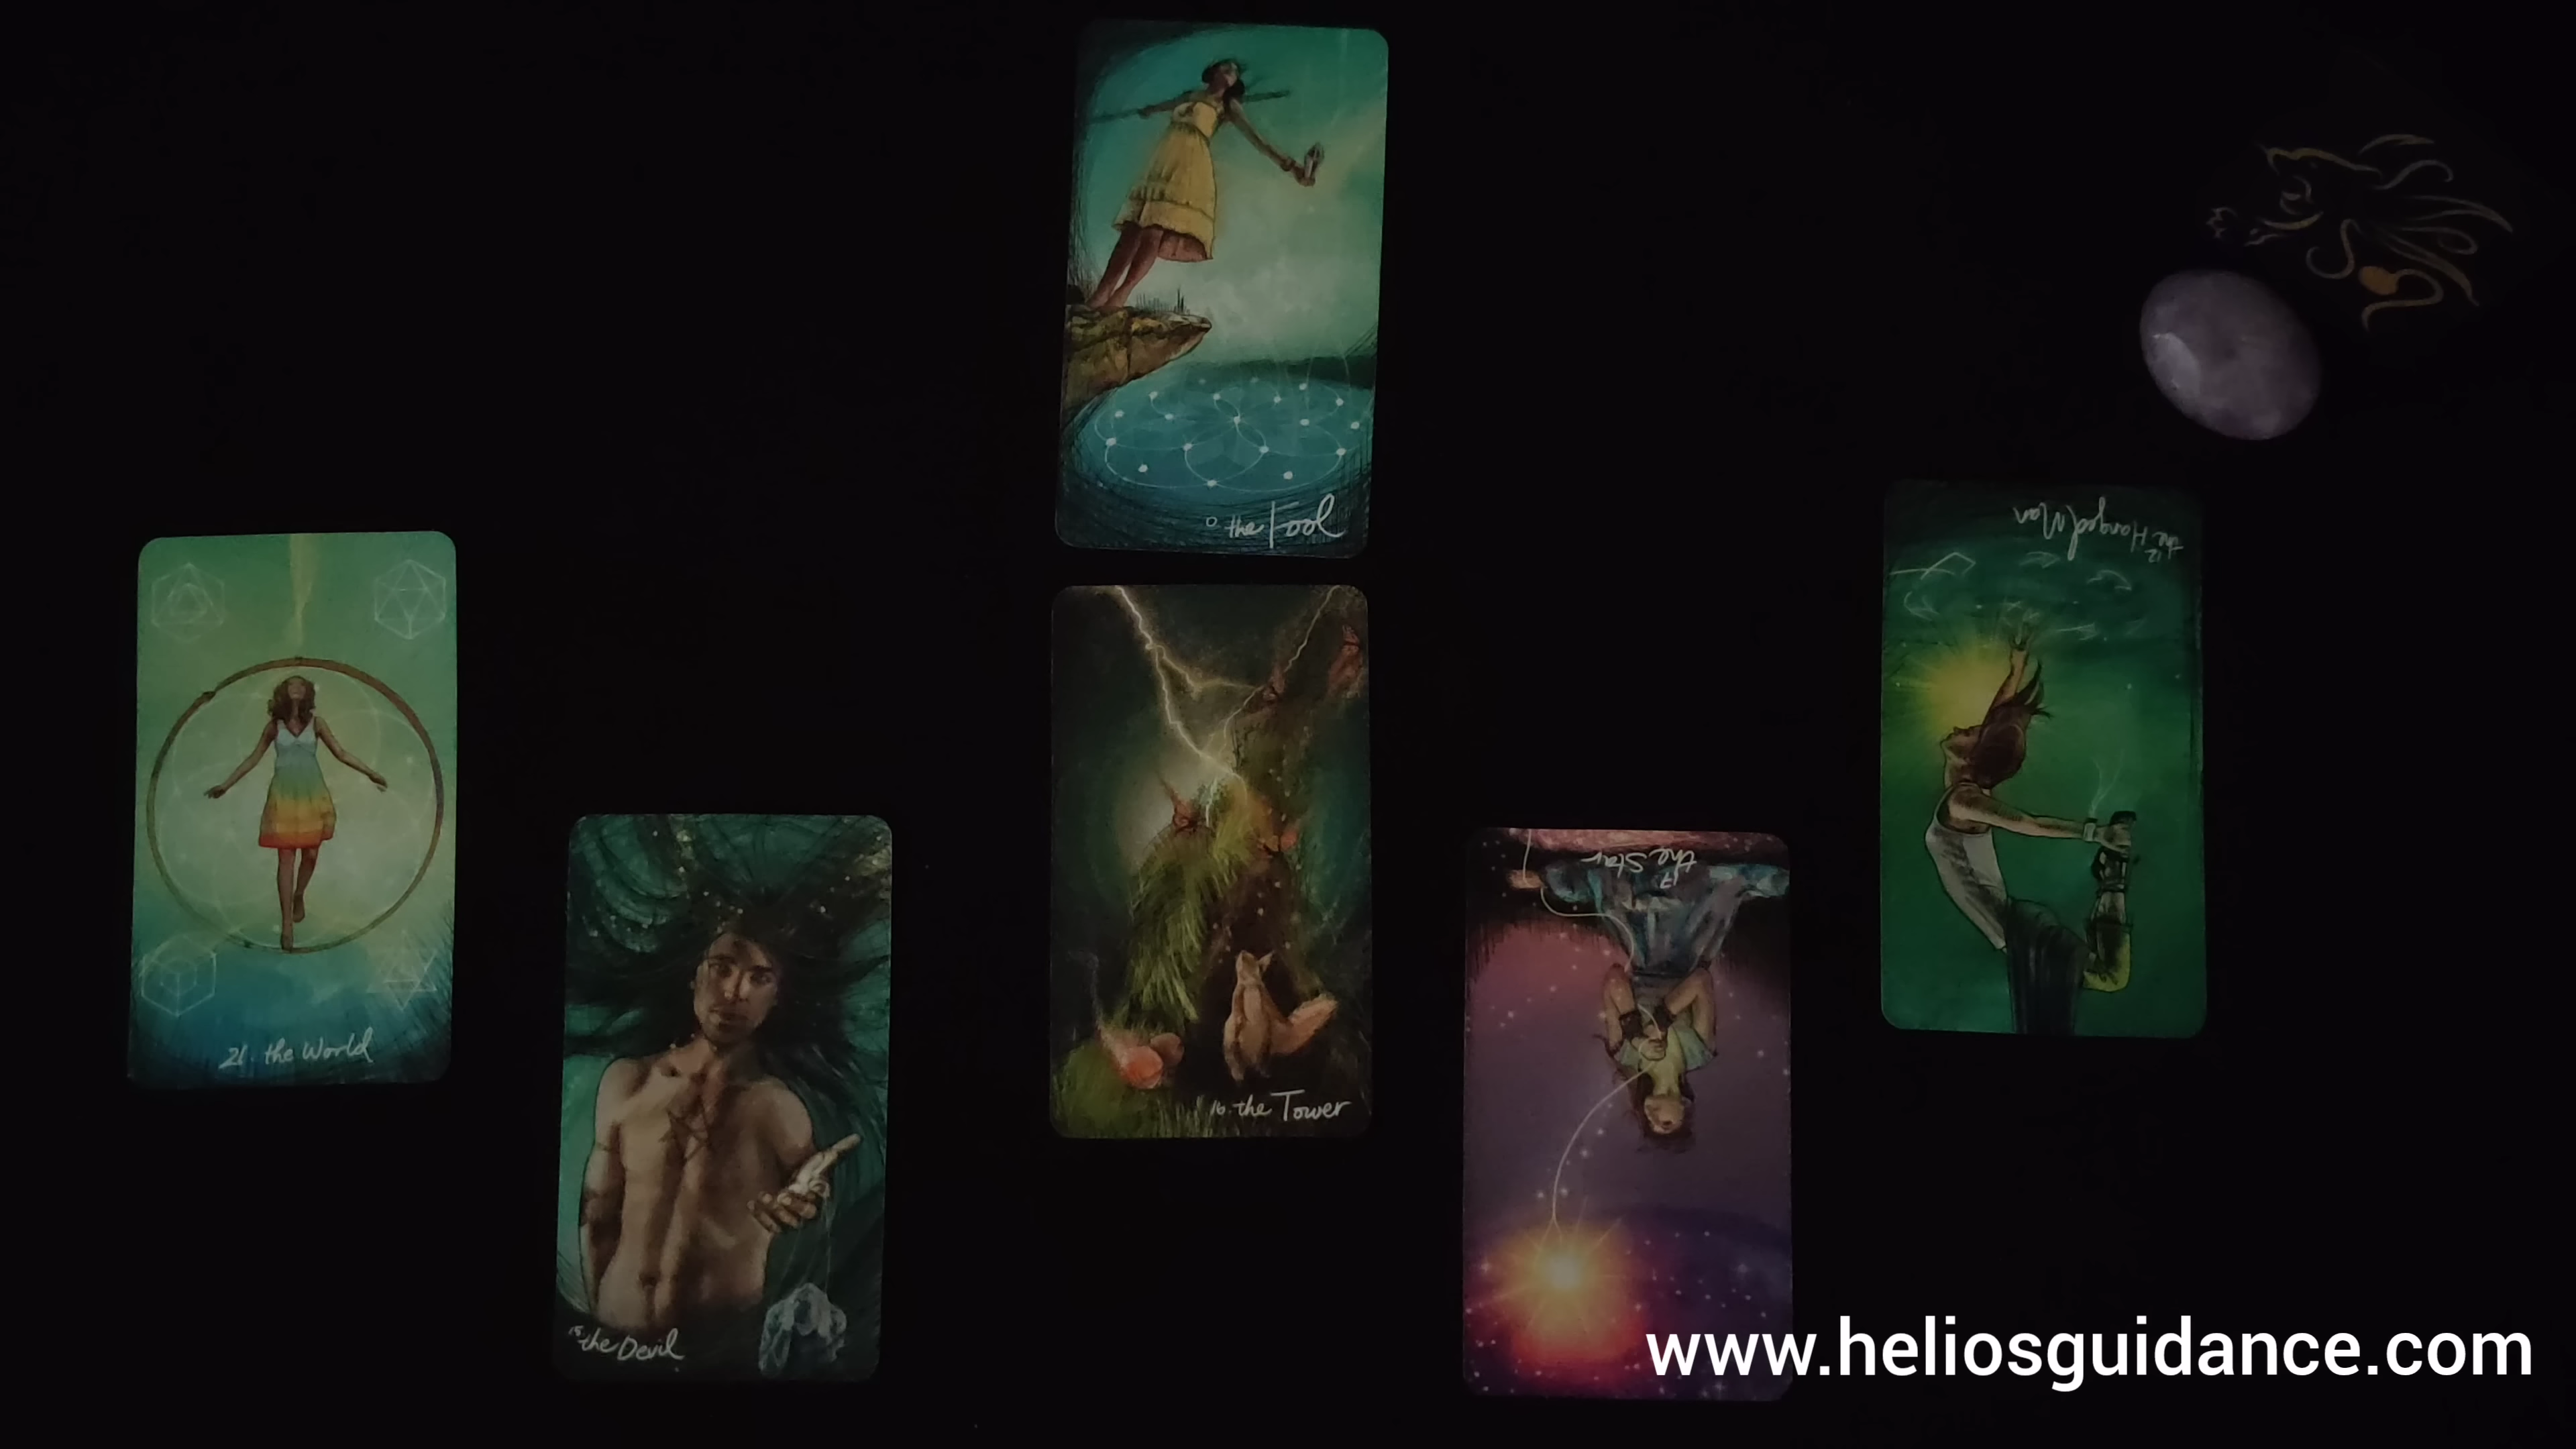 0 the Fool
12 the Hanged Man
21. the World
16. the Tower
17 the Star
15 the Devil
www.heliosguidance.com